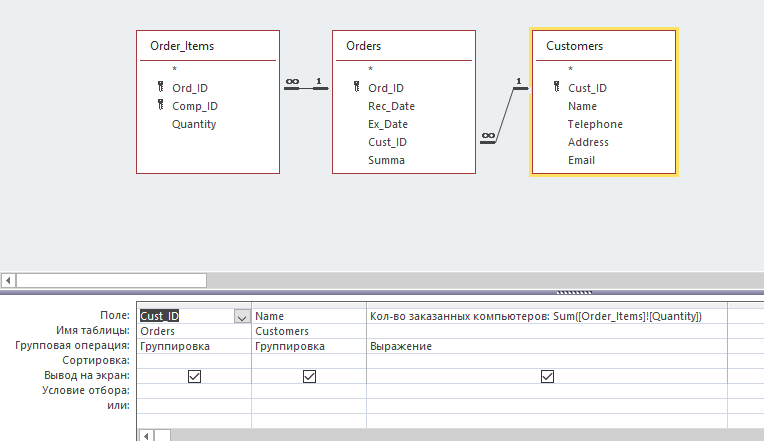 Order_Items
*
Ord_ID
Comp_ID
Quantity
∞ 1
Orders
*
Ord_ID
Rec_Date
Ex_Date
Cust_ID
Summa
1
∞
Customers
*
Cust_ID
Name
Telephone
Address
Email
Поле: Cust_ID Name Кол-во заказанных компьютеров: Sum([Order_Items]![Quantity])
Имя таблицы: Orders Customers
Групповая операция: Группировка Группировка Выражение
Сортировка:
Вывод на экран:
Условие отбора:
или: